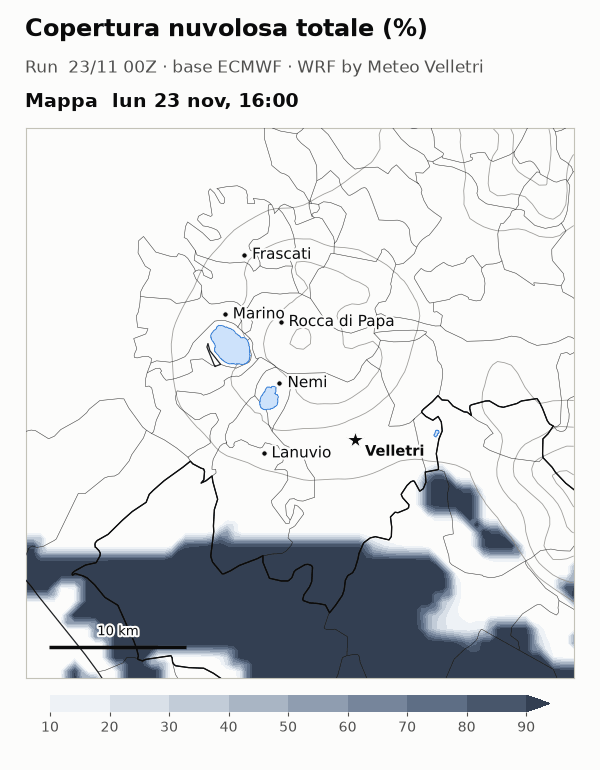 Copertura nuvolosa totale (%)
Run  23/11 00Z · base ECMWF · WRF by Meteo Velletri
Mappa  lun 23 nov, 16:00
Frascati
Marino
Rocca di Papa
Nemi
Velletri
Lanuvio
10 km
10 20 30 40 50 60 70 80 90